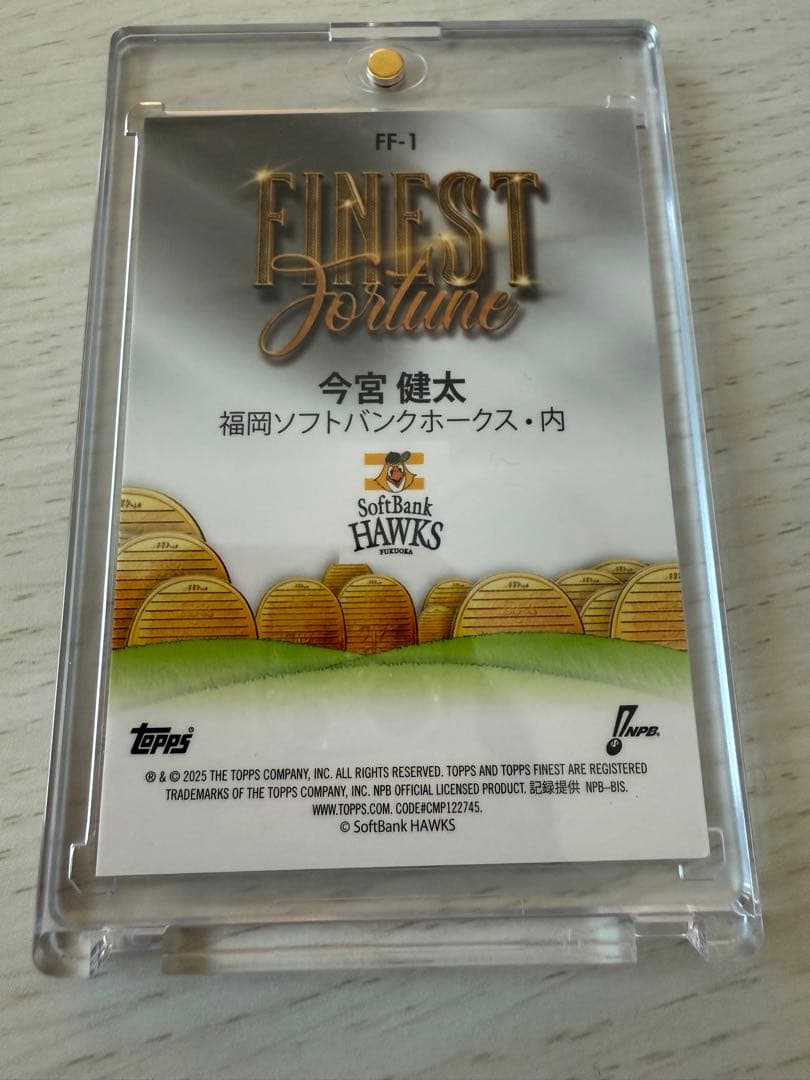 FF-1
FINEST
Fortune
今宮 健太
福岡ソフトバンクホークス・内
SoftBank
HAWKS
FUKUOKA
Topps®
NPB®
® & © 2025 THE TOPPS COMPANY, INC. ALL RIGHTS RESERVED. TOPPS AND TOPPS FINEST ARE REGISTERED
TRADEMARKS OF THE TOPPS COMPANY, INC. NPB OFFICIAL LICENSED PRODUCT. 記録提供 NPB-BIS.
WWW.TOPPS.COM. CODE#CMP122745.
© SoftBank HAWKS